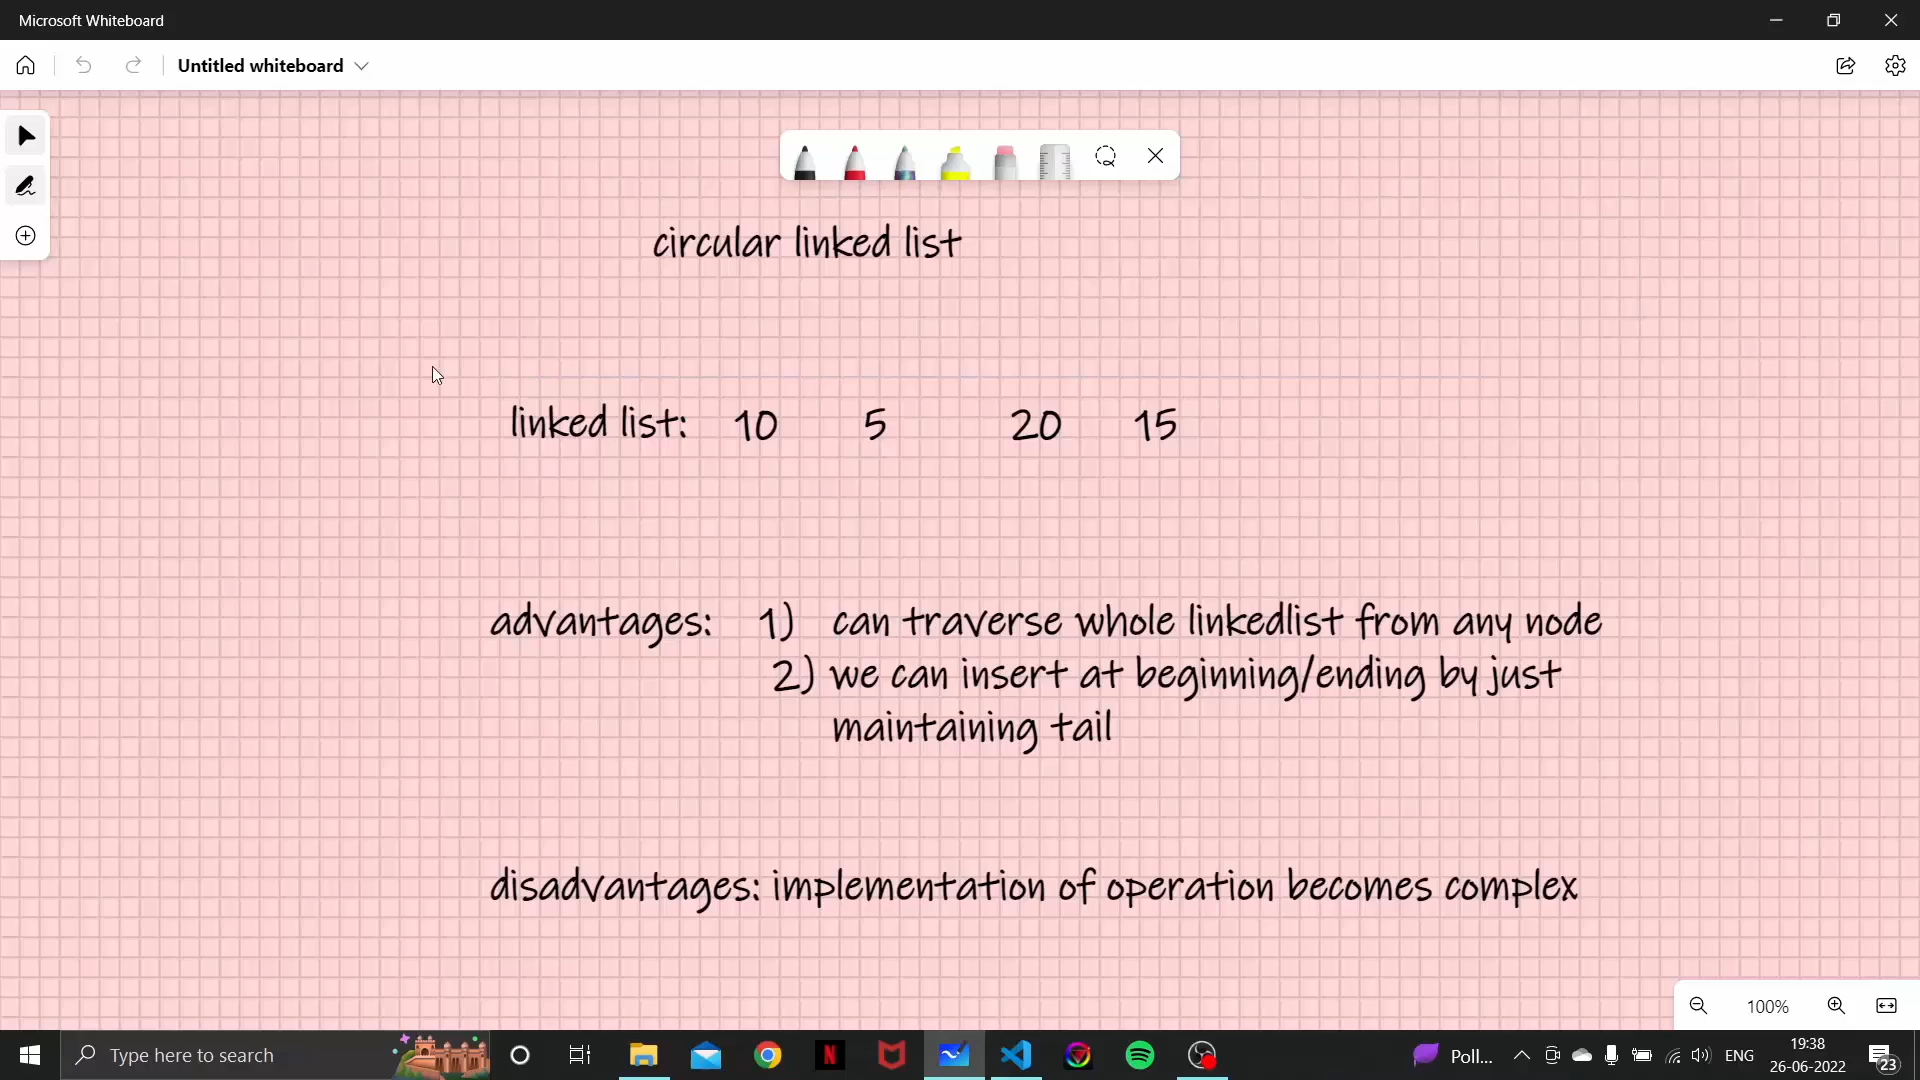 Microsoft Whiteboard
Untitled whiteboard
circular linked list
linked list: 10 5 20 15
advantages: 1) can traverse whole linkedlist from any node
2) we can insert at beginning/ending by just
maintaining tail
disadvantages: implementation of operation becomes complex
100%
Type here to search
N
Poll...
ENG
19:38
26-06-2022
23